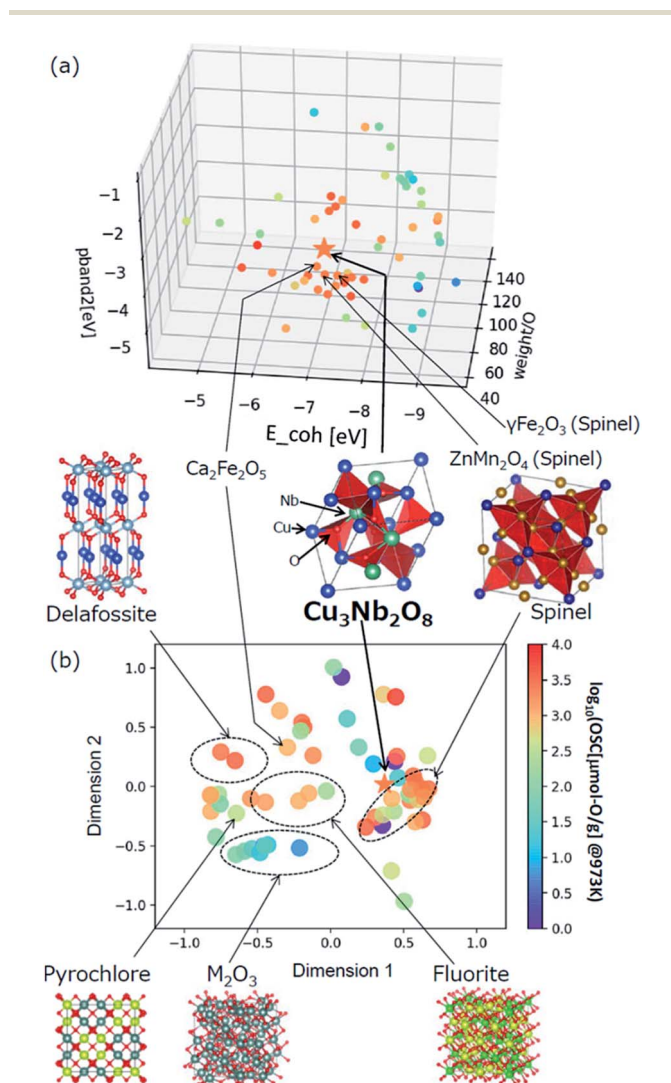 (a)
−1
−2
−3
−4
−5
pband2[eV]
140
120
100
80
60
40
weight/O
−5
−6
−7
−8
−9
E_coh [eV]
γFe₂O₃ (Spinel)
ZnMn₂O₄ (Spinel)
Ca₂Fe₂O₅
Nb
Cu
O
Delafossite
Cu₃Nb₂O₈
Spinel
(b)
1.0
0.5
0.0
−0.5
−1.0
Dimension 2
−1.0
−0.5
0.0
0.5
1.0
Dimension 1
4.0
3.5
3.0
2.5
2.0
1.5
1.0
0.5
0.0
log₁₀(OSC[μmol-O/g] @973K)
Pyrochlore
M₂O₃
Fluorite